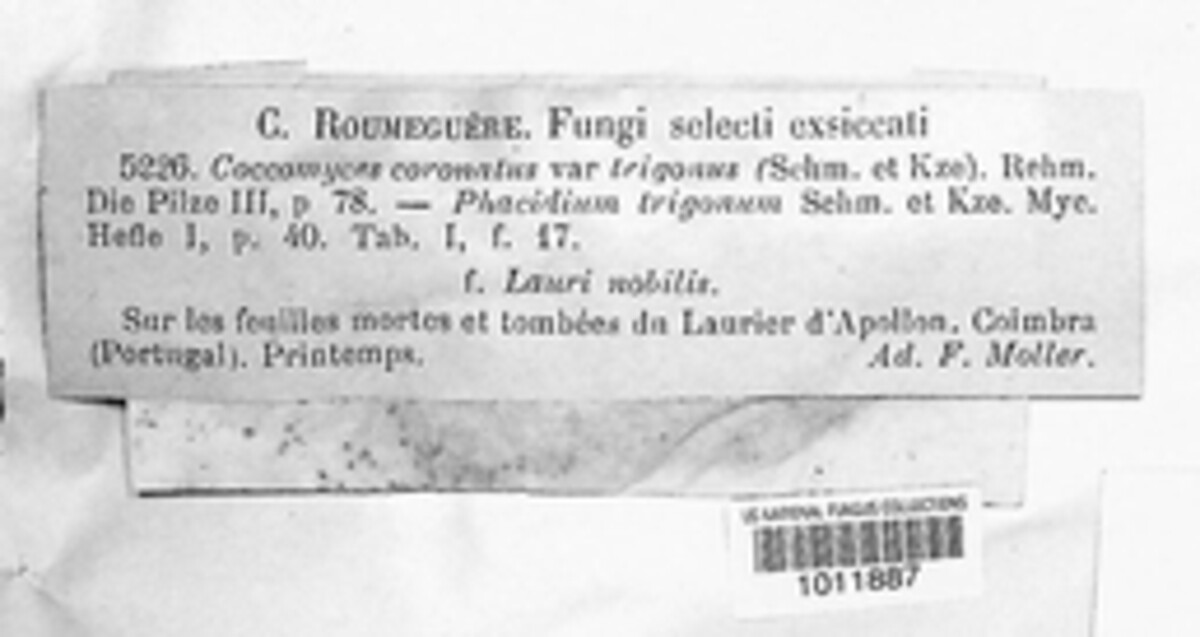 C. ROUMEGUÈRE. Fungi selecti exsiccati
5226. Coccomyces coronatus var trigonus (Schm. et Kze). Rehm.
Die Pilze III, p 78. — Phacidium trigonum Schm. et Kze. Myc.
Hefte I, p. 40. Tab. I, f. 17.
f. Lauri nobilis.
Sur les feuilles mortes et tombées du Laurier d'Apollon. Coimbra
(Portugal). Printemps. Ad. F. Moller.
US NATIONAL FUNGUS COLLECTIONS
1011887